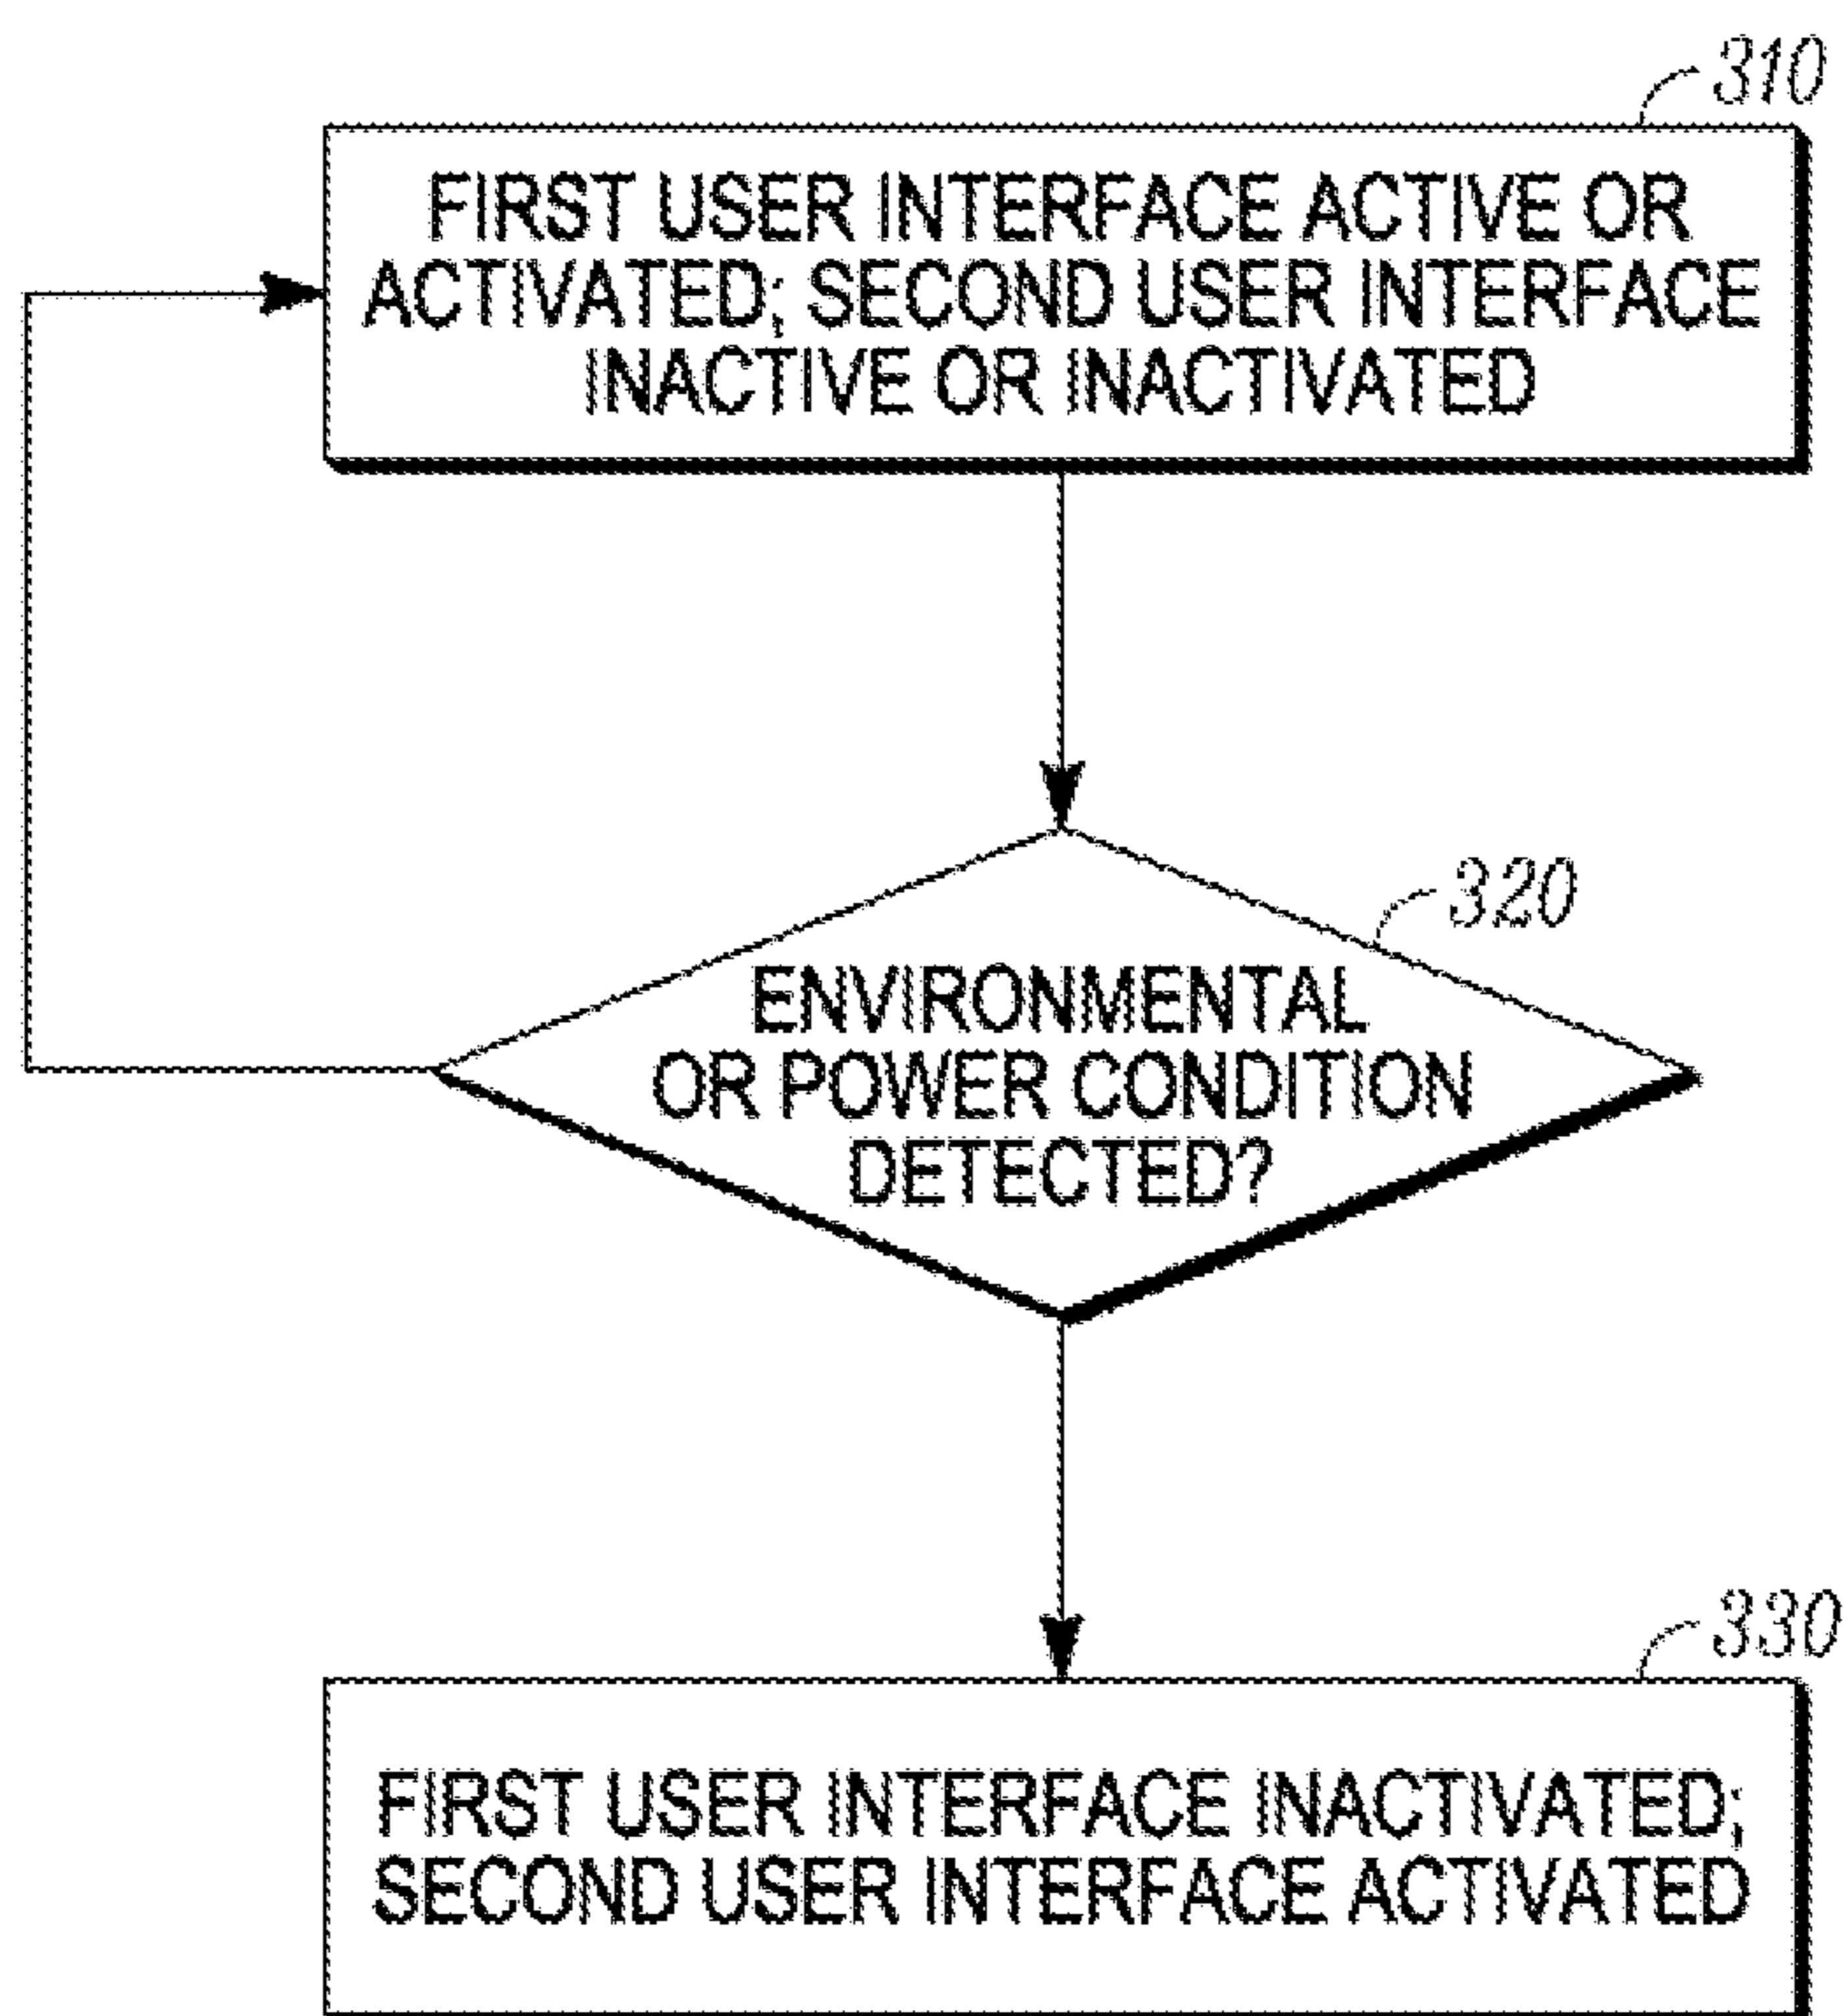 310
FIRST USER INTERFACE ACTIVE OR
ACTIVATED; SECOND USER INTERFACE
INACTIVE OR INACTIVATED
320
ENVIRONMENTAL
OR POWER CONDITION
DETECTED?
330
FIRST USER INTERFACE INACTIVATED;
SECOND USER INTERFACE ACTIVATED